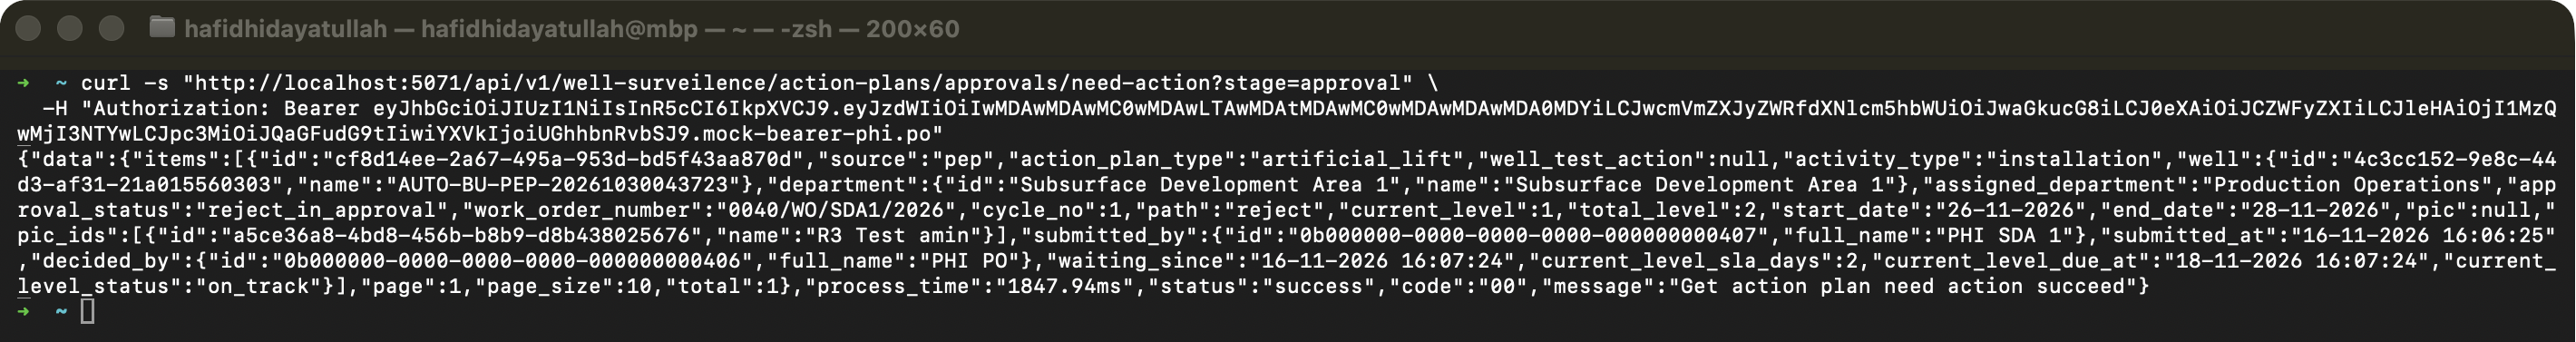 hafidhidayatullah — hafidhidayatullah@mbp — ~ — -zsh — 200×60
➜  ~ curl -s "http://localhost:5071/api/v1/well-surveilence/action-plans/approvals/need-action?stage=approval" \
  -H "Authorization: Bearer eyJhbGciOiJIUzI1NiIsInR5cCI6IkpXVCJ9.eyJzdWIiOiIwMDAwMDAwMC0wMDAwLTAwMDAtMDAwMC0wMDAwMDAwMDA0MDYiLCJwcmVmZXJyZWRfdXNlcm5hbWUiOiJwaGkucG8iLCJ0eXAiOiJCZWFyZXIiLCJleHAiOjI1MzQ
wMjI3NTYwLCJpc3MiOiJQaGFudG9tIiwiYXVkIjoiUGhhbnRvbSJ9.mock-bearer-phi.po"
{"data":{"items":[{"id":"cf8d14ee-2a67-495a-953d-bd5f43aa870d","source":"pep","action_plan_type":"artificial_lift","well_test_action":null,"activity_type":"installation","well":{"id":"4c3cc152-9e8c-44
d3-af31-21a015560303","name":"AUTO-BU-PEP-20261030043723"},"department":{"id":"Subsurface Development Area 1","name":"Subsurface Development Area 1"},"assigned_department":"Production Operations","app
roval_status":"reject_in_approval","work_order_number":"0040/WO/SDA1/2026","cycle_no":1,"path":"reject","current_level":1,"total_level":2,"start_date":"26-11-2026","end_date":"28-11-2026","pic":null,"
pic_ids":[{"id":"a5ce36a8-4bd8-456b-b8b9-d8b438025676","name":"R3 Test amin"}],"submitted_by":{"id":"0b000000-0000-0000-0000-000000000407","full_name":"PHI SDA 1"},"submitted_at":"16-11-2026 16:06:25"
,"decided_by":{"id":"0b000000-0000-0000-0000-000000000406","full_name":"PHI PO"},"waiting_since":"16-11-2026 16:07:24","current_level_sla_days":2,"current_level_due_at":"18-11-2026 16:07:24","current_
level_status":"on_track"}],"page":1,"page_size":10,"total":1},"process_time":"1847.94ms","status":"success","code":"00","message":"Get action plan need action succeed"}
➜  ~